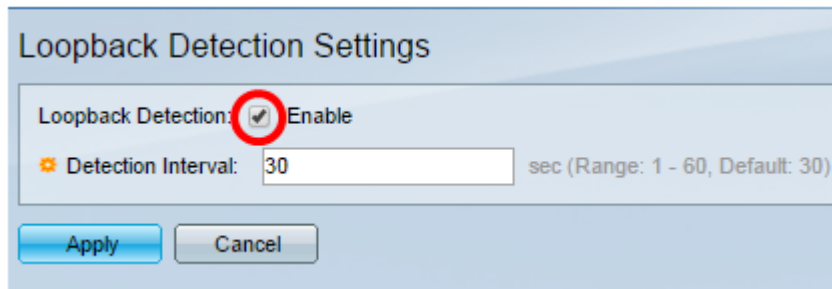 Loopback Detection Settings
Loopback Detection: Enable
Detection Interval: 30 sec (Range: 1 - 60, Default: 30)
Apply Cancel